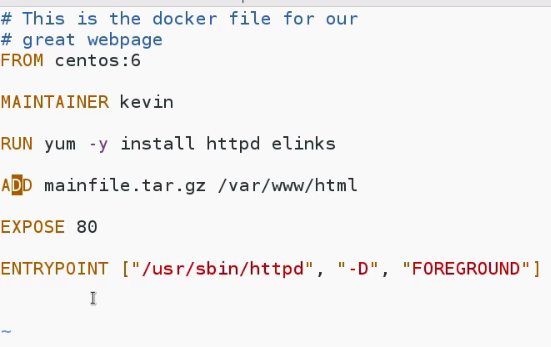 # This is the docker file for our
# great webpage
FROM centos:6
MAINTAINER kevin
RUN yum -y install httpd elinks
ADD mainfile.tar.gz /var/www/html
EXPOSE 80
ENTRYPOINT ["/usr/sbin/httpd", "-D", "FOREGROUND"]
~